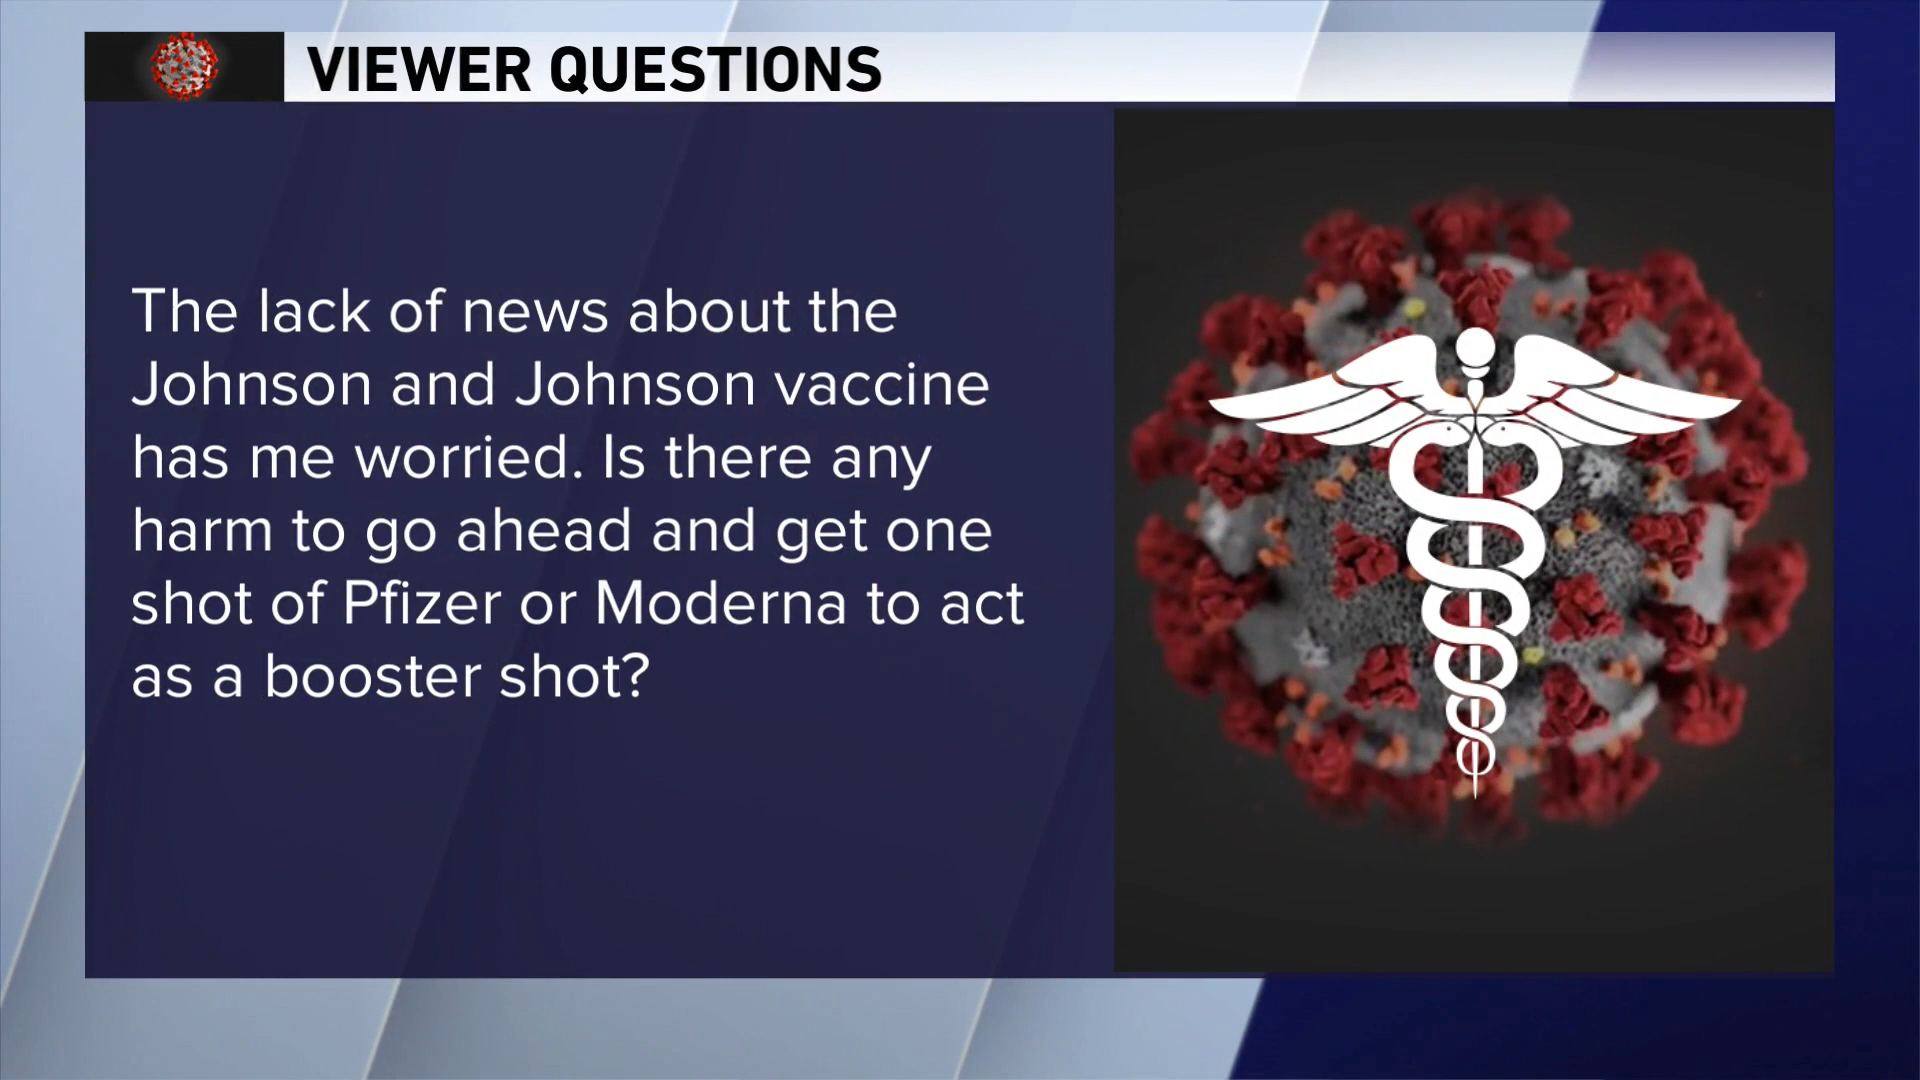 VIEWER QUESTIONS
The lack of news about the
Johnson and Johnson vaccine
has me worried. Is there any
harm to go ahead and get one
shot of Pfizer or Moderna to act
as a booster shot?